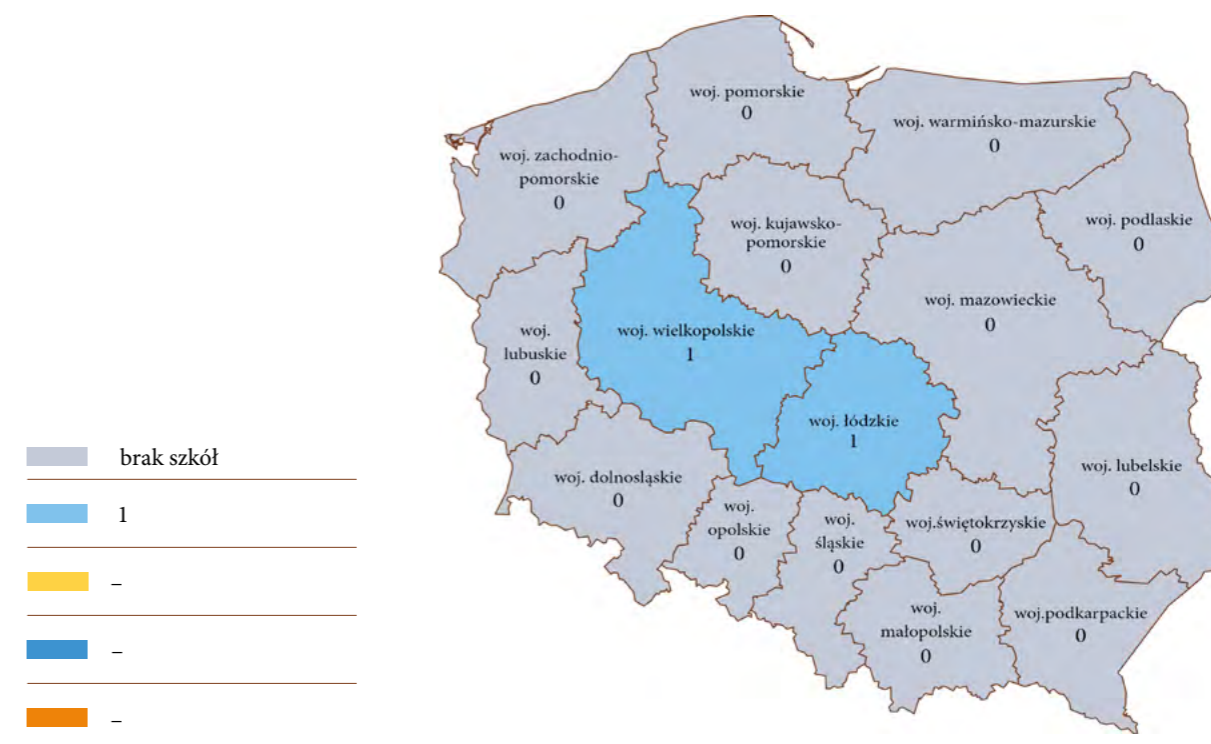 brak szkół
1
–
–
–
woj. pomorskie
0
woj. warmińsko-mazurskie
0
woj. zachodnio-
pomorskie
0
woj. podlaskie
0
woj. kujawsko-
pomorskie
0
woj. mazowieckie
0
woj.
lubuskie
0
woj. wielkopolskie
1
woj. łódzkie
1
woj. lubelskie
0
woj. dolnośląskie
0
woj.
opolskie
0
woj.
śląskie
0
woj.świętokrzyskie
0
woj.
małopolskie
0
woj.podkarpackie
0